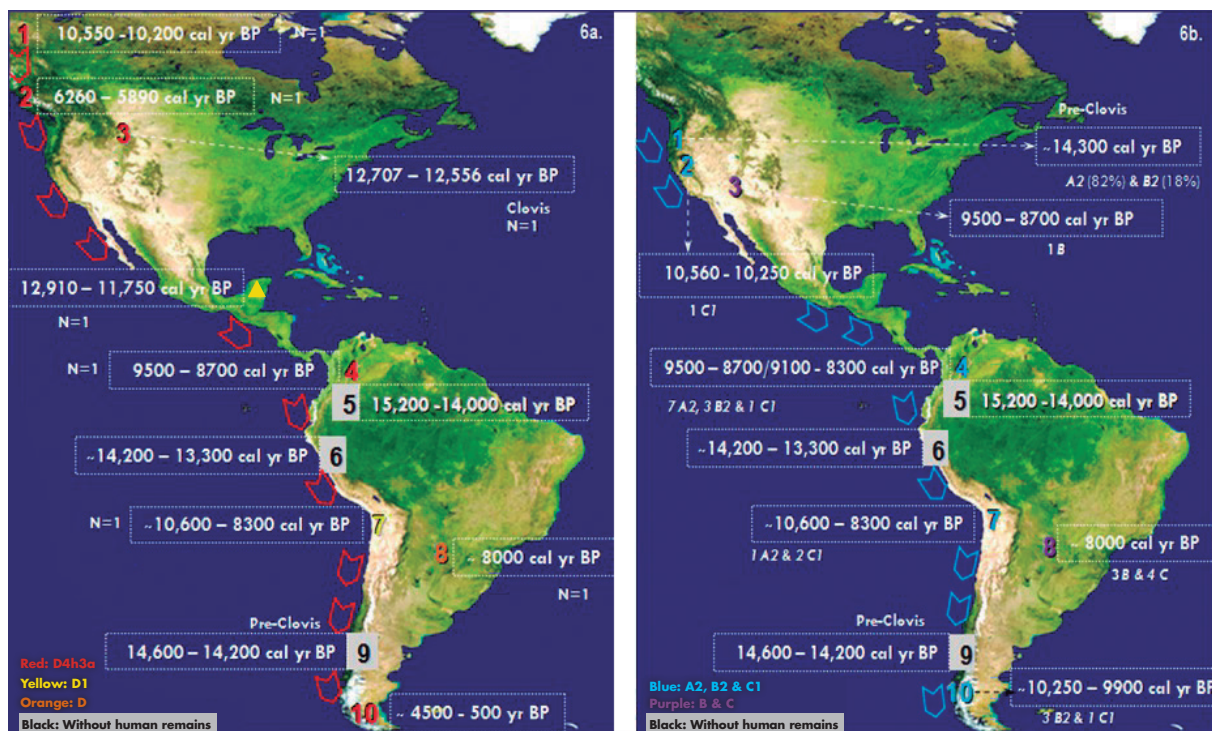 6a.
1
10,550 -10,200 cal yr BP
N=1
2
6260 – 5890 cal yr BP
N=1
3
12,707 – 12,556 cal yr BP
Clovis
N=1
12,910 – 11,750 cal yr BP
N=1
N=1
9500 – 8700 cal yr BP
4
5
15,200 -14,000 cal yr BP
~14,200 – 13,300 cal yr BP
6
N=1
~10,600 – 8300 cal yr BP
7
8
~ 8000 cal yr BP
N=1
Pre-Clovis
14,600 – 14,200 cal yr BP
9
Red: D4h3a
Yellow: D1
Orange: D
Black: Without human remains
10
~ 4500 - 500 yr BP
6b.
Pre-Clovis
1
~14,300 cal yr BP
A2 (82%) & B2 (18%)
2
3
9500 – 8700 cal yr BP
1B
10,560 - 10,250 cal yr BP
1 C1
9500 – 8700/9100 - 8300 cal yr BP
4
7 A2, 3 B2 & 1 C1
5
15,200 -14,000 cal yr BP
~14,200 – 13,300 cal yr BP
6
~10,600 – 8300 cal yr BP
7
1 A2 & 2 C1
8
~ 8000 cal yr BP
3B & 4 C
Pre-Clovis
14,600 – 14,200 cal yr BP
9
Blue: A2, B2 & C1
Purple: B & C
Black: Without human remains
10
~10,250 – 9900 cal yr BP
3 B2 & 1 C1